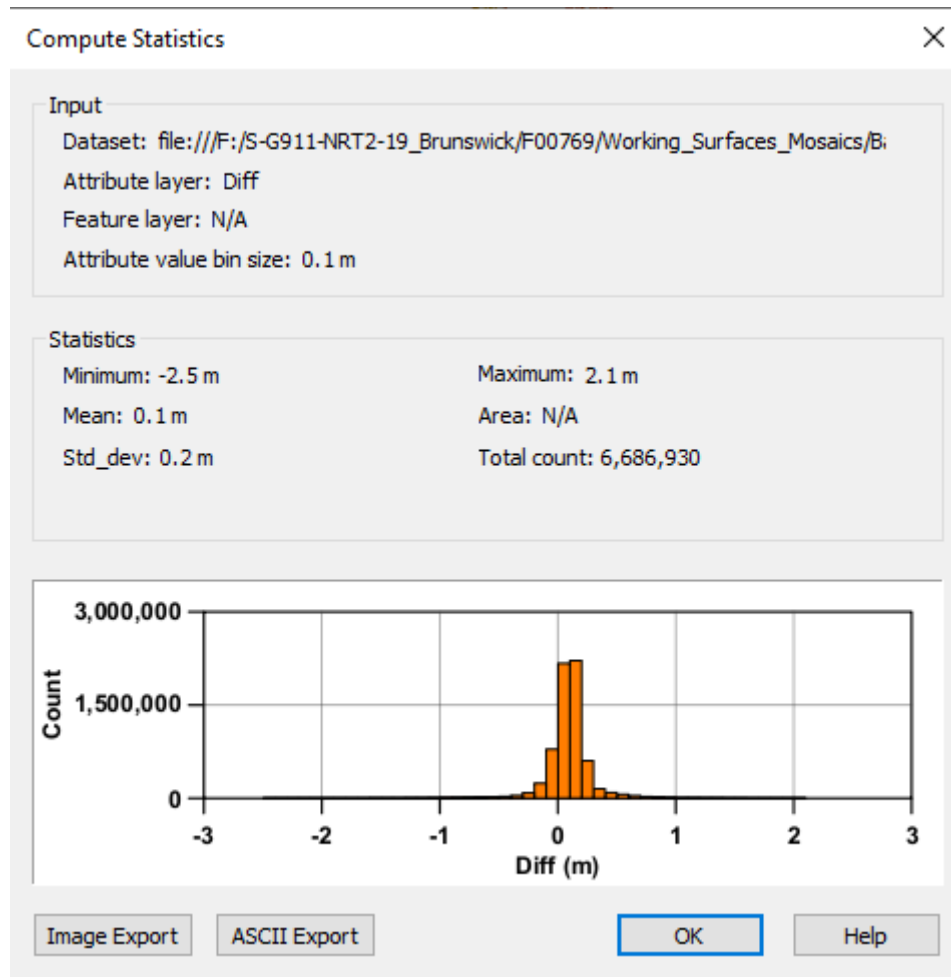 Compute Statistics
Input
Dataset: file:///F:/S-G911-NRT2-19_Brunswick/F00769/Working_Surfaces_Mosaics/Ba
Attribute layer: Diff
Feature layer: N/A
Attribute value bin size: 0.1 m
Statistics
Minimum: -2.5 m Maximum: 2.1 m
Mean: 0.1 m Area: N/A
Std_dev: 0.2 m Total count: 6,686,930
3,000,000
1,500,000
0
Count
-3 -2 -1 0 1 2 3
Diff (m)
Image Export ASCII Export OK Help